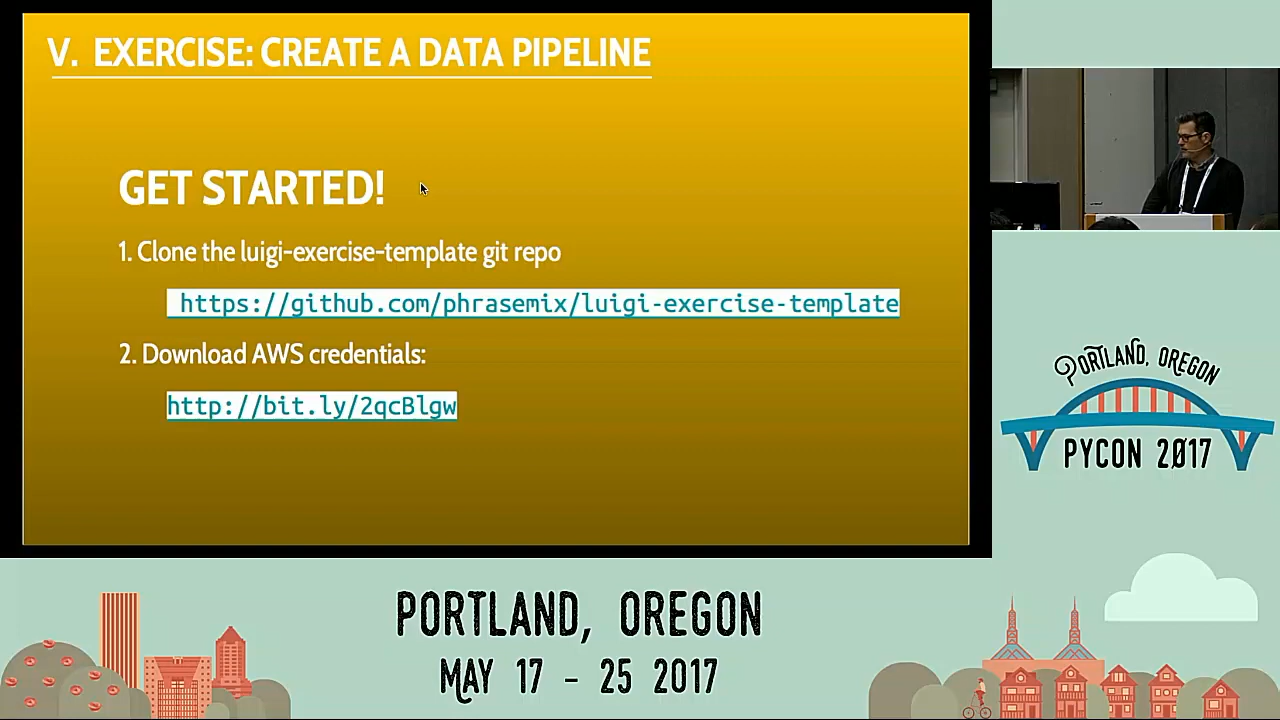 V. EXERCISE: CREATE A DATA PIPELINE
GET STARTED!
1. Clone the luigi-exercise-template git repo
https://github.com/phrasemix/luigi-exercise-template
2. Download AWS credentials:
http://bit.ly/2qcBlgw
PORTLAND, OREGON
PYCON 2017
PORTLAND, OREGON
MAY 17 - 25 2017